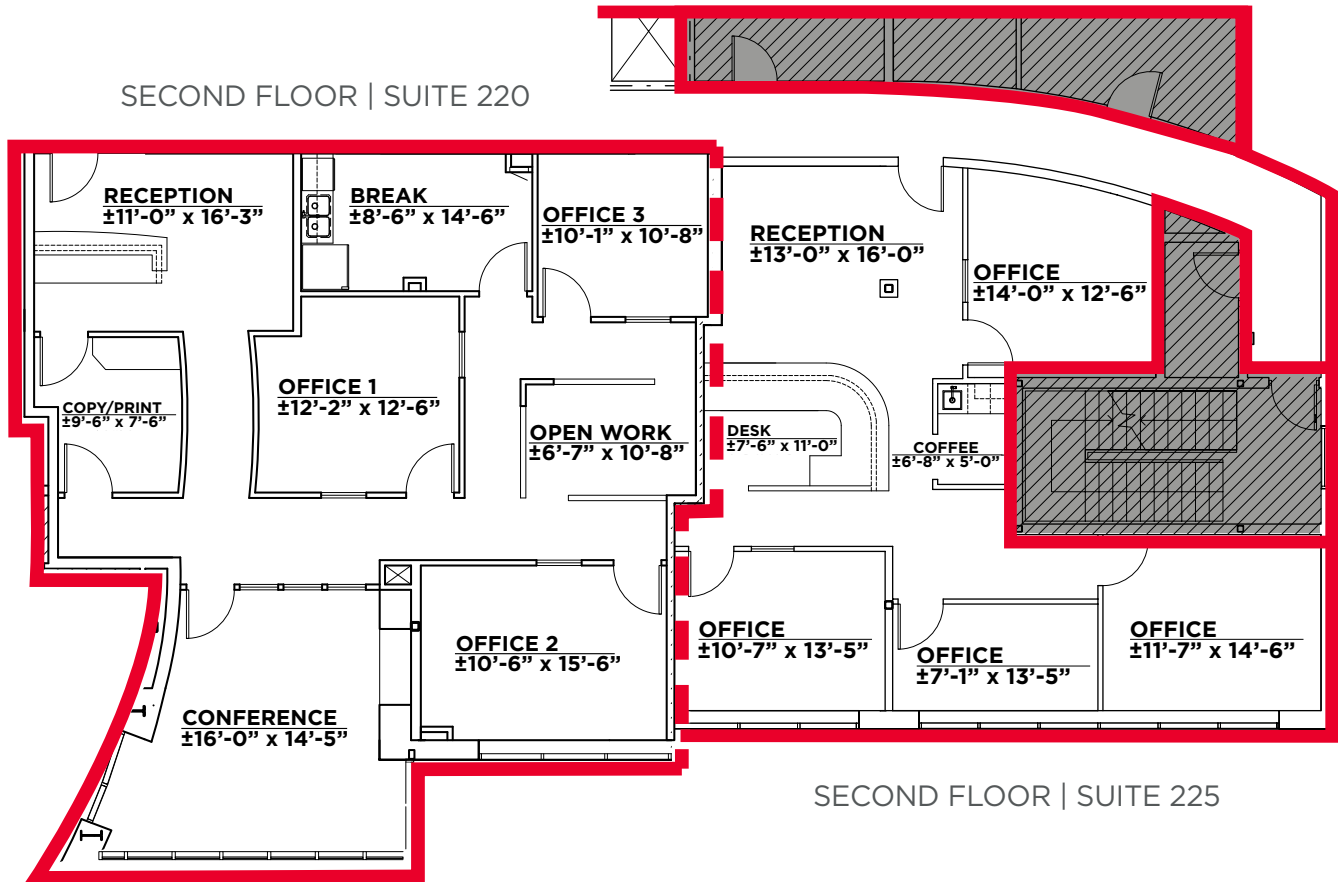 SECOND FLOOR | SUITE 220
RECEPTION
±11’-0” x 16’-3”
BREAK
±8’-6” x 14’-6”
OFFICE 3
±10’-1” x 10’-8”
RECEPTION
±13’-0” x 16’-0”
OFFICE
±14’-0” x 12’-6”
OFFICE 1
±12’-2” x 12’-6”
COPY/PRINT
±9’-6” x 7’-6”
OPEN WORK
±6’-7” x 10’-8”
DESK
±7’-6” x 11’-0”
COFFEE
±6’-8” x 5’-0”
OFFICE 2
±10’-6” x 15’-6”
OFFICE
±10’-7” x 13’-5”
OFFICE
±7’-1” x 13’-5”
OFFICE
±11’-7” x 14’-6”
CONFERENCE
±16’-0” x 14’-5”
SECOND FLOOR | SUITE 225